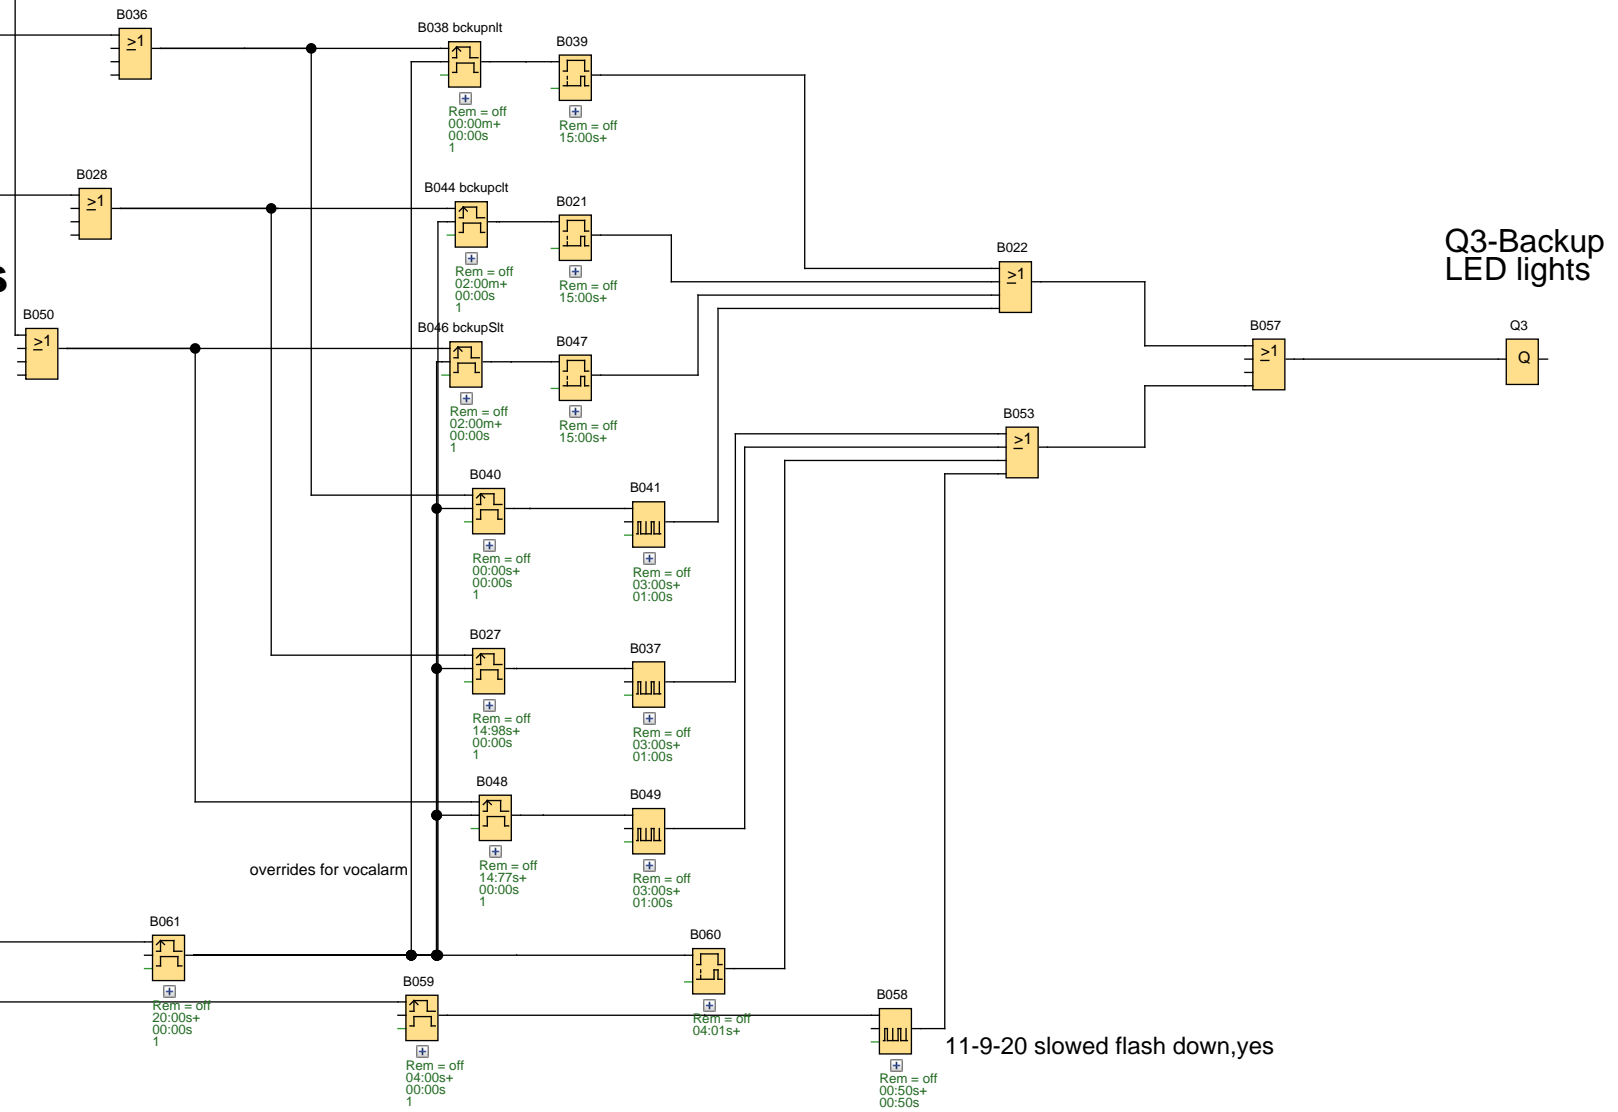 B036
≥1
B038 bckupnlt
Rem = off
00:00m+
00:00s
1
B039
Rem = off
15:00s+
B028
≥1
B044 bckupclt
Rem = off
02:00m+
00:00s
1
B021
Rem = off
15:00s+
s
B050
≥1
B046 bckupSlt
Rem = off
02:00m+
00:00s
1
B047
Rem = off
15:00s+
B022
≥1
Q3-Backup
LED lights
B057
≥1
Q3
Q
B053
≥1
B040
Rem = off
00:00s+
00:00s
1
B041
Rem = off
03:00s+
01:00s
B027
Rem = off
14:98s+
00:00s
1
B037
Rem = off
03:00s+
01:00s
B048
Rem = off
14:77s+
00:00s
1
B049
Rem = off
03:00s+
01:00s
overrides for vocalarm
B061
Rem = off
20:00s+
00:00s
1
B059
Rem = off
04:00s+
00:00s
1
B060
Rem = off
04:01s+
B058
Rem = off
00:50s+
00:50s
11-9-20 slowed flash down,yes